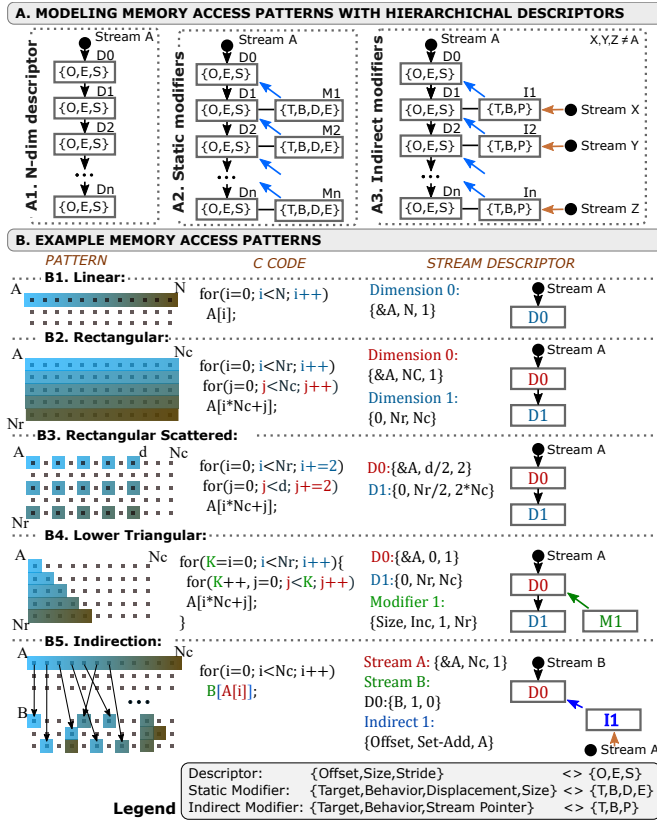 A. MODELING MEMORY ACCESS PATTERNS WITH HIERARCHICHAL DESCRIPTORS
A1. N-dim descriptor
Stream A
D0
{O,E,S}
D1
{O,E,S}
D2
{O,E,S}
...
Dn
{O,E,S}
A2. Static modifiers
Stream A
D0
{O,E,S}
D1 M1
{O,E,S} {T,B,D,E}
D2 M2
{O,E,S} {T,B,D,E}
...
Dn Mn
{O,E,S} {T,B,D,E}
A3. Indirect modifiers
Stream A X,Y,Z ≠ A
D0
{O,E,S}
D1 I1
{O,E,S} {T,B,P} Stream X
D2 I2
{O,E,S} {T,B,P} Stream Y
...
Dn In
{O,E,S} {T,B,P} Stream Z
B. EXAMPLE MEMORY ACCESS PATTERNS
PATTERN C CODE STREAM DESCRIPTOR
B1. Linear:
A N
for(i=0; i<N; i++)
A[i];
Dimension 0:
{&A, N, 1}
Stream A
D0
B2. Rectangular:
A Nc
Nr
for(i=0; i<Nr; i++)
for(j=0; j<Nc; j++)
A[i*Nc+j];
Dimension 0:
{&A, NC, 1}
Dimension 1:
{0, Nr, Nc}
Stream A
D0
D1
B3. Rectangular Scattered:
A d Nc
Nr
for(i=0; i<Nr; i+=2)
for(j=0; j<d; j+=2)
A[i*Nc+j];
D0:{&A, d/2, 2}
D1:{0, Nr/2, 2*Nc}
Stream A
D0
D1
B4. Lower Triangular:
A Nc
Nr
for(K=i=0; i<Nr; i++){
for(K++, j=0; j<K; j++)
A[i*Nc+j];
}
D0:{&A, 0, 1}
D1:{0, Nr, Nc}
Modifier 1:
{Size, Inc, 1, Nr}
Stream A
D0
D1 M1
B5. Indirection:
A Nc
...
B
for(i=0; i<Nc; i++)
B[A[i]];
Stream A: {&A, Nc, 1}
Stream B:
D0:{B, 1, 0}
Indirect 1:
{Offset, Set-Add, A}
Stream B
D0
I1
Stream A
Legend
Descriptor: {Offset,Size,Stride} <> {O,E,S}
Static Modifier: {Target,Behavior,Displacement,Size} <> {T,B,D,E}
Indirect Modifier: {Target,Behavior,Stream Pointer} <> {T,B,P}